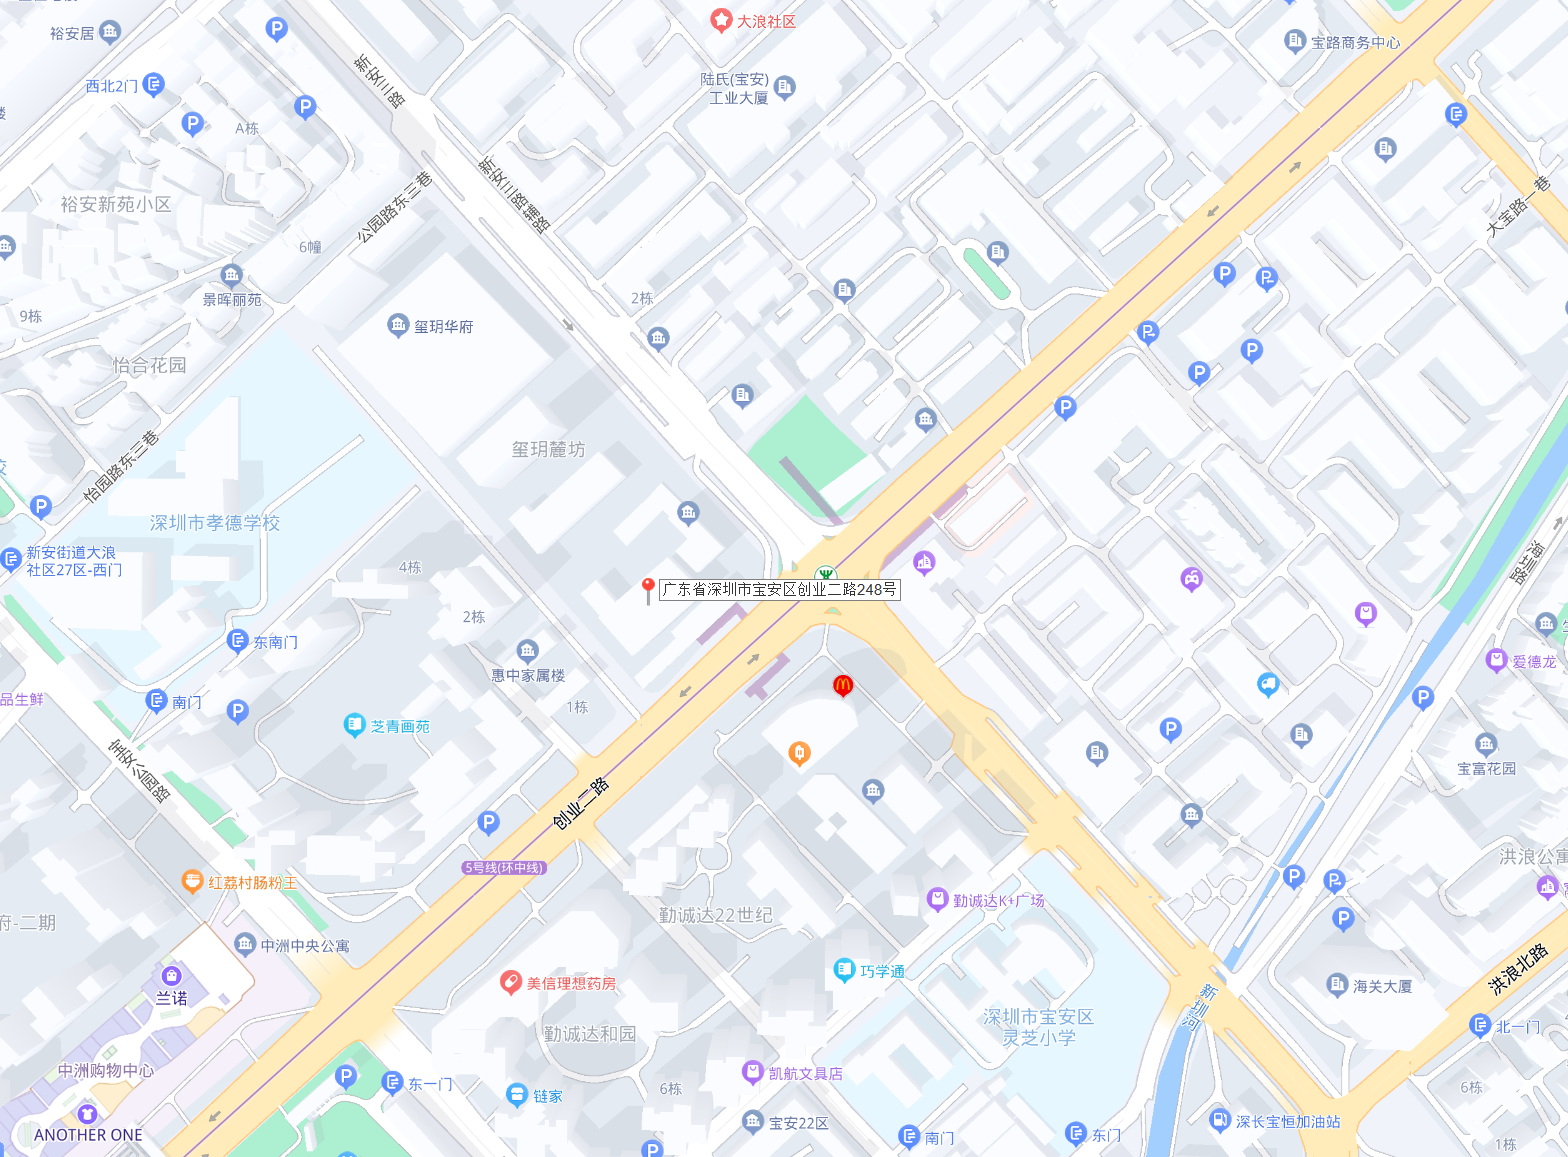 裕安居
大浪社区
宝路商务中心
新安三路
西北2门
陆氏(宝安)
工业大厦
A栋
新安三路辅路
公园路东三巷
裕安新苑小区
大宝路一巷
6幢
景晖丽苑
2栋
9栋
玺玥华府
怡合花园
玺玥麓坊
怡园路东三巷
深圳市孝德学校
新安街道大浪
社区27区-西门
4栋
海圳路
广东省深圳市宝安区创业二路248号
2栋
东南门
惠中家属楼
爱德龙
品生鲜
南门
1栋
芝青画苑
宝安公园路
宝富花园
创业二路
5号线(环中线)
洪浪公寓
红荔村肠粉王
勤诚达K+广场
府-二期
勤诚达22世纪
中洲中央公寓
洪浪北路
美信理想药房
巧学通
海关大厦
兰诺
新圳河
深圳市宝安区
灵芝小学
北一门
勤诚达和园
中洲购物中心
东一门
凯航文具店
6栋
6栋
链家
ANOTHER ONE
宝安22区
南门
东门
深长宝恒加油站
1栋